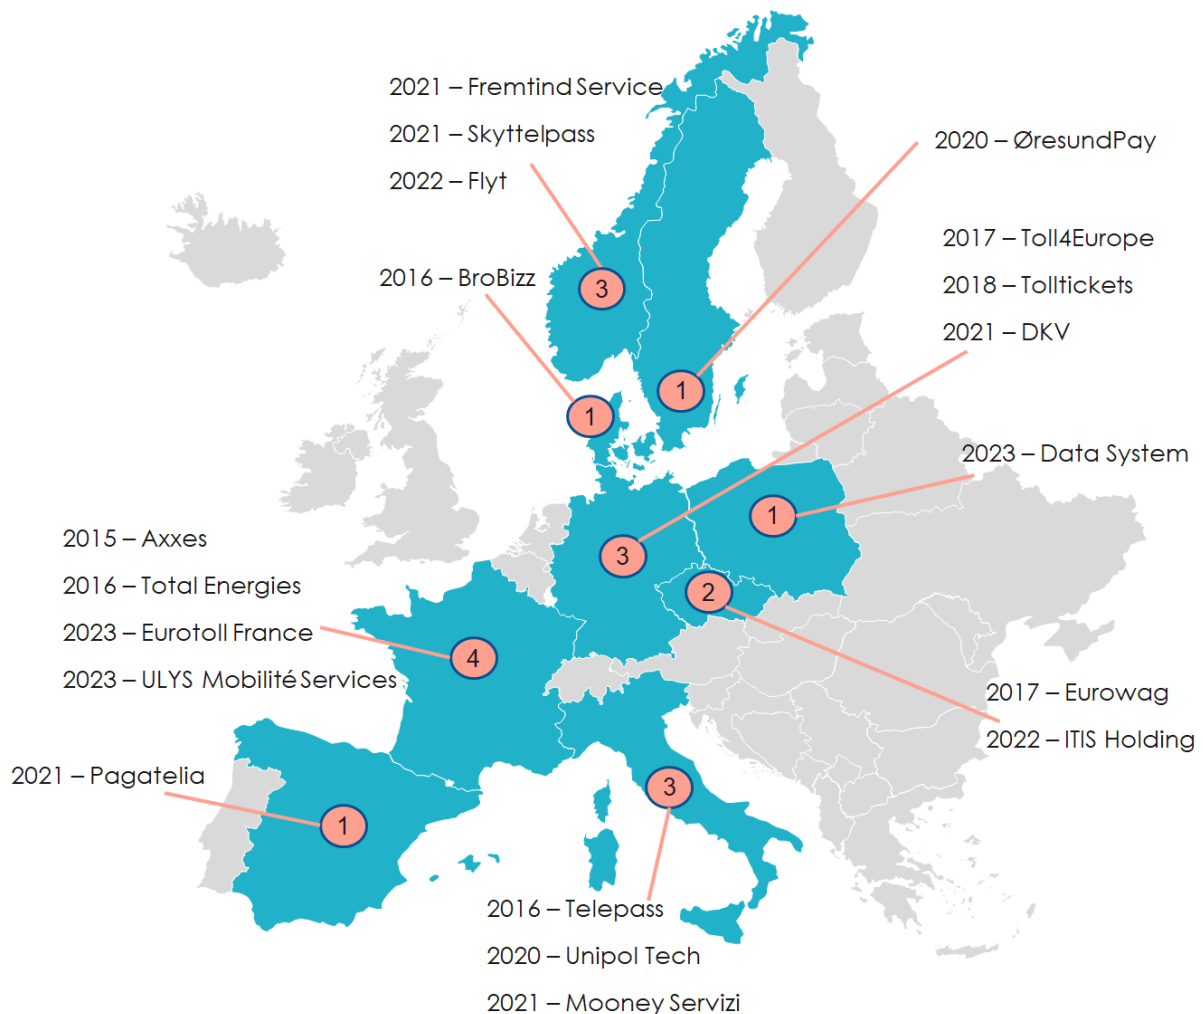 2021 – Fremtind Service
2021 – Skyttelpass
2022 – Flyt
3
2020 – ØresundPay
1
2016 – BroBizz
1
2017 – Toll4Europe
2018 – Tolltickets
2021 – DKV
3
2023 – Data System
1
2015 – Axxes
2016 – Total Energies
2023 – Eurotoll France
2023 – ULYS Mobilité Services
4
2
2017 – Eurowag
2022 – ITIS Holding
2021 – Pagatelia
1
3
2016 – Telepass
2020 – Unipol Tech
2021 – Mooney Servizi